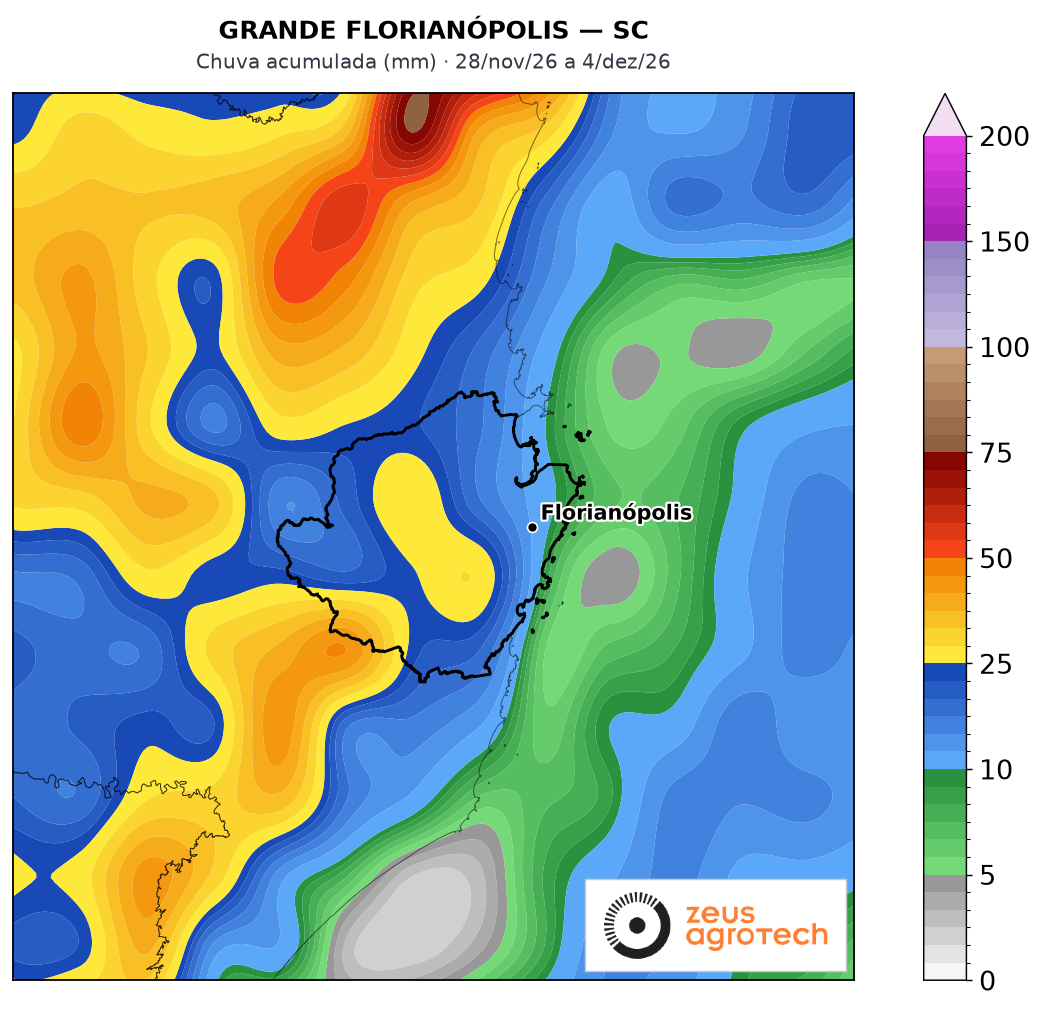 GRANDE FLORIANÓPOLIS — SC
Chuva acumulada (mm) · 28/nov/26 a 4/dez/26
200
150
100
75
50
25
10
5
0
Florianópolis
zeus
agrotech